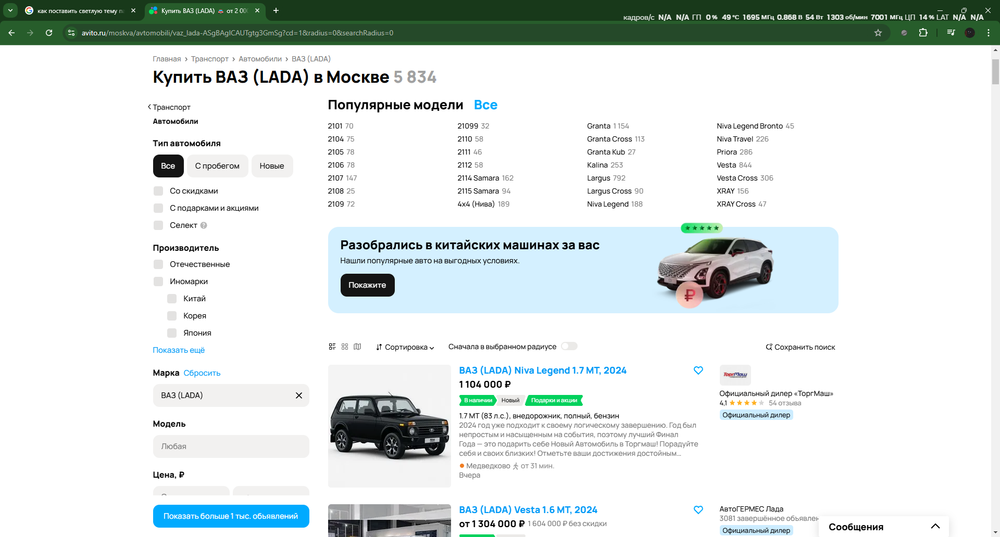 как поставить светлую тему па
Купить ВАЗ (LADA) от 2 000
кадров/с N/A N/A ГП 0 % 49 °C 1695 МГц 0.868 В 54 Вт 1303 об/мин 7001 МГц ЦП 14 % LAT N/A N/A
avito.ru/moskva/avtomobili/vaz_lada-ASgBAgICAUTgtg3GmSg?cd=1&radius=0&searchRadius=0
Главная > Транспорт > Автомобили > ВАЗ (LADA)
Купить ВАЗ (LADA) в Москве 5 834
Транспорт
Автомобили
Тип автомобиля
Все С пробегом Новые
Со скидками
С подарками и акциями
Селект ?
Производитель
Отечественные
Иномарки
Китай
Корея
Япония
Показать ещё
Марка Сбросить
ВАЗ (LADA)
Модель
Любая
Цена, ₽
Показать больше 1 тыс. объявлений
Популярные модели Все
2101 70
2104 75
2105 78
2106 78
2107 147
2108 25
2109 72
21099 32
2110 58
2111 46
2112 58
2114 Samara 162
2115 Samara 94
4x4 (Нива) 189
Granta 1 154
Granta Cross 113
Granta Kub 27
Kalina 253
Largus 792
Largus Cross 90
Niva Legend 188
Niva Legend Bronto 45
Niva Travel 226
Priora 286
Vesta 844
Vesta Cross 306
XRAY 156
XRAY Cross 47
Разобрались в китайских машинах за вас
Нашли популярные авто на выгодных условиях.
Покажите
₽
Сортировка Сначала в выбранном радиусе Сохранить поиск
ВАЗ (LADA) Niva Legend 1.7 MT, 2024
1 104 000 ₽
В наличии Новый Подарки и акции
1.7 MT (83 л.с.), внедорожник, полный, бензин
2024 год уже подходит к своему логическому завершению. Год был
непростым и насыщенным на события, поэтому лучший Финал
Года — это подарить себе Новый Автомобиль в Торгмаш! Порадуйте
себя и своих близких! Отметьте ваши достижения достойным…
Медведково от 31 мин.
Вчера
ТоргМаш
Официальный дилер «ТоргМаш»
4,1 54 отзыва
Официальный дилер
ВАЗ (LADA) Vesta 1.6 MT, 2024
от 1 304 000 ₽ 1 604 000 ₽ без скидки
АвтоГЕРМЕС Лада
3081 завершённое объявлен
Официальный дилер
Сообщения